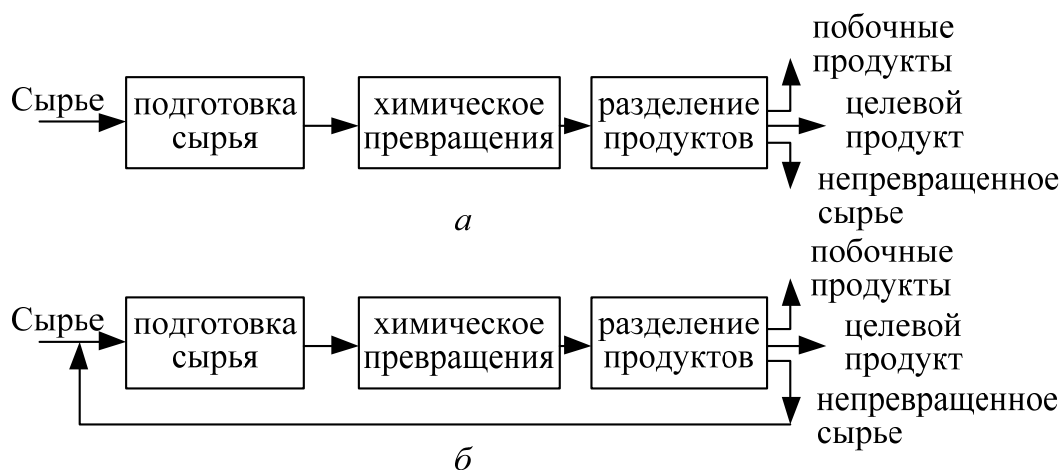 побочные
продукты
Сырье
подготовка
сырья
химическое
превращения
разделение
продуктов
целевой
продукт
непревращенное
сырье
а
побочные
продукты
Сырье
подготовка
сырья
химическое
превращения
разделение
продуктов
целевой
продукт
непревращенное
сырье
б